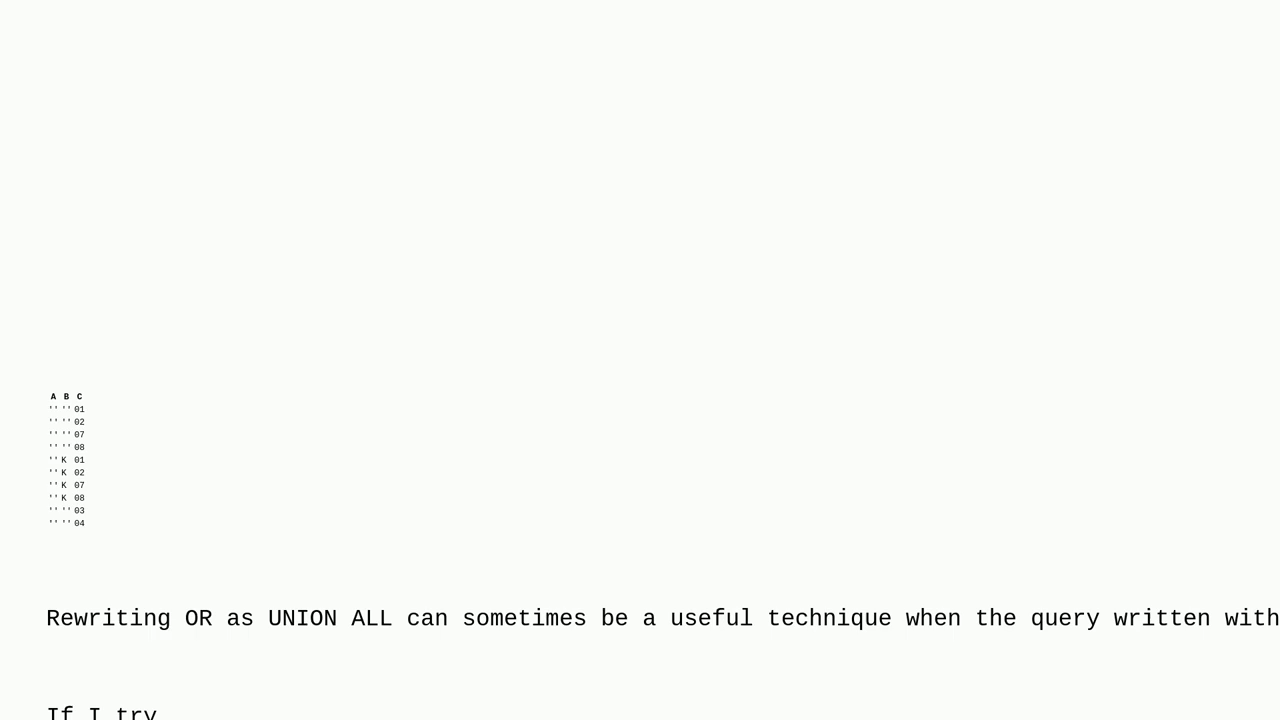 A B C
'' '' 01
'' '' 02
'' '' 07
'' '' 08
'' K 01
'' K 02
'' K 07
'' K 08
'' '' 03
'' '' 04
Rewriting OR as UNION ALL can sometimes be a useful technique when the query written with
If I try